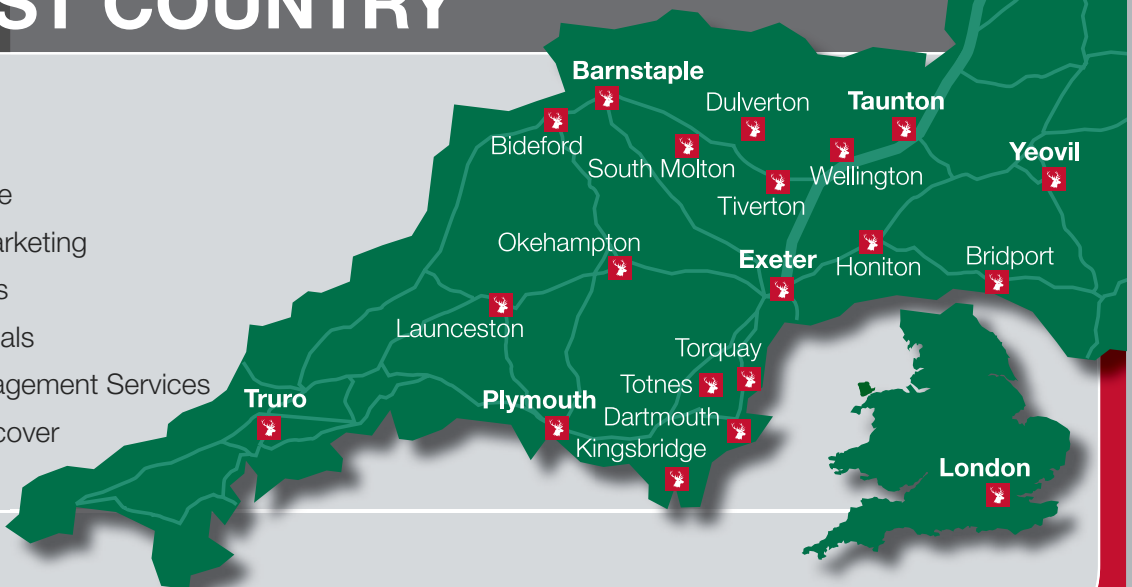 ST COUNTRY
e
arketing
s
als
agement Services
cover
Barnstaple
Dulverton
Taunton
Bideford
South Molton
Yeovil
Wellington
Tiverton
Okehampton
Exeter
Honiton
Bridport
Launceston
Torquay
Totnes
Truro
Plymouth
Dartmouth
Kingsbridge
London